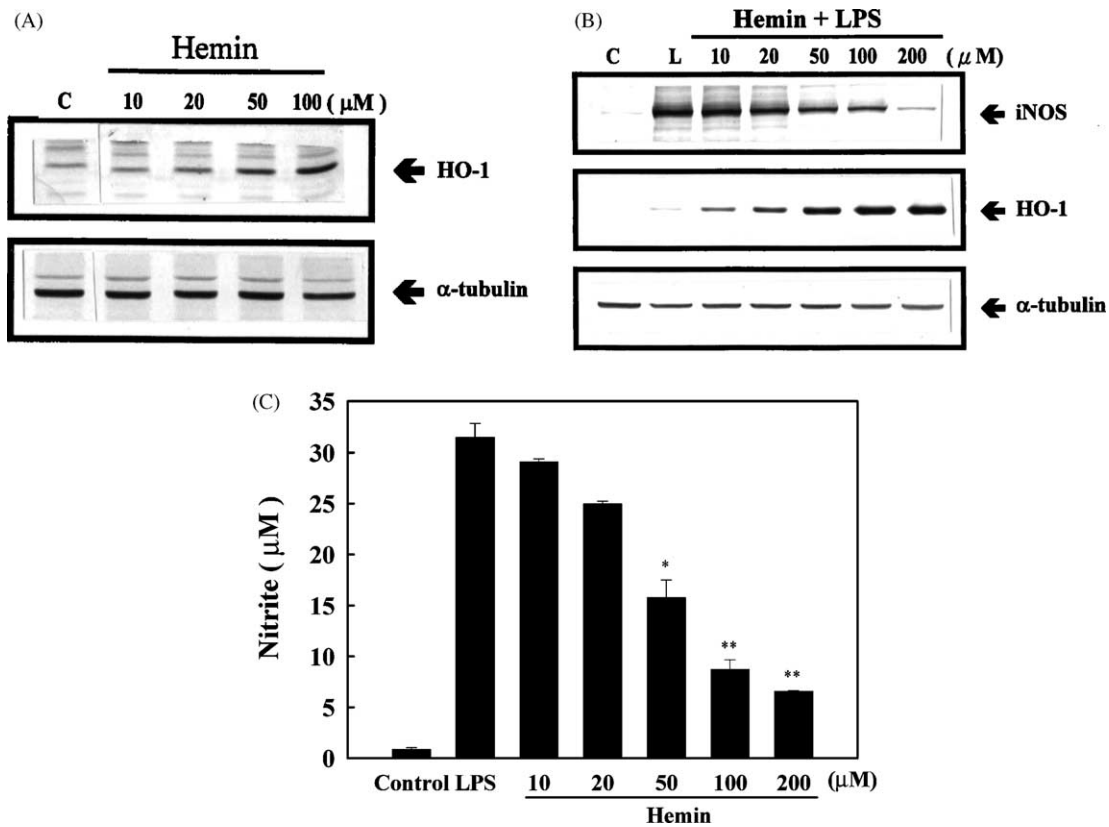 (A)
Hemin
C 10 20 50 100 (μM)
HO-1
α-tubulin
(B)
Hemin + LPS
C L 10 20 50 100 200 (μM)
iNOS
HO-1
α-tubulin
(C)
Nitrite ( μM )
35
30
25
20
15
10
5
0
*
**
**
Control LPS 10 20 50 100 200 (μM)
Hemin